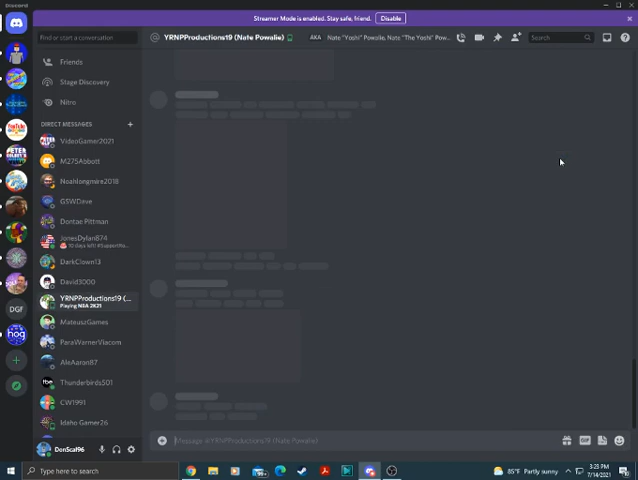 Discord
Streamer Mode is enabled. Stay safe, friend. Disable
Find or start a conversation
@ YRNPProductions19 (Nate Powalie)
AKA Nate "Yoshi" Powalie, Nate "The Yoshi" Pow...
Search
Friends
Stage Discovery
Nitro
DIRECT MESSAGES +
VideoGamer2021
M275Abbott
Noahlongmire2018
GSWDave
Dontae Pittman
JonesDylan874
DarkClown13
David3000
YRNPProductions19 (...
Playing NBA 2K21
MateuszGames
ParaWarnerViacom
AleAaron87
Thunderbirds501
CW1991
Idaho Gamer26
DonScal96
Message @YRNPProductions19 (Nate Powalie)
GIF
DGF
hog
Type here to search
85°F Partly sunny
3:25 PM
7/14/2021